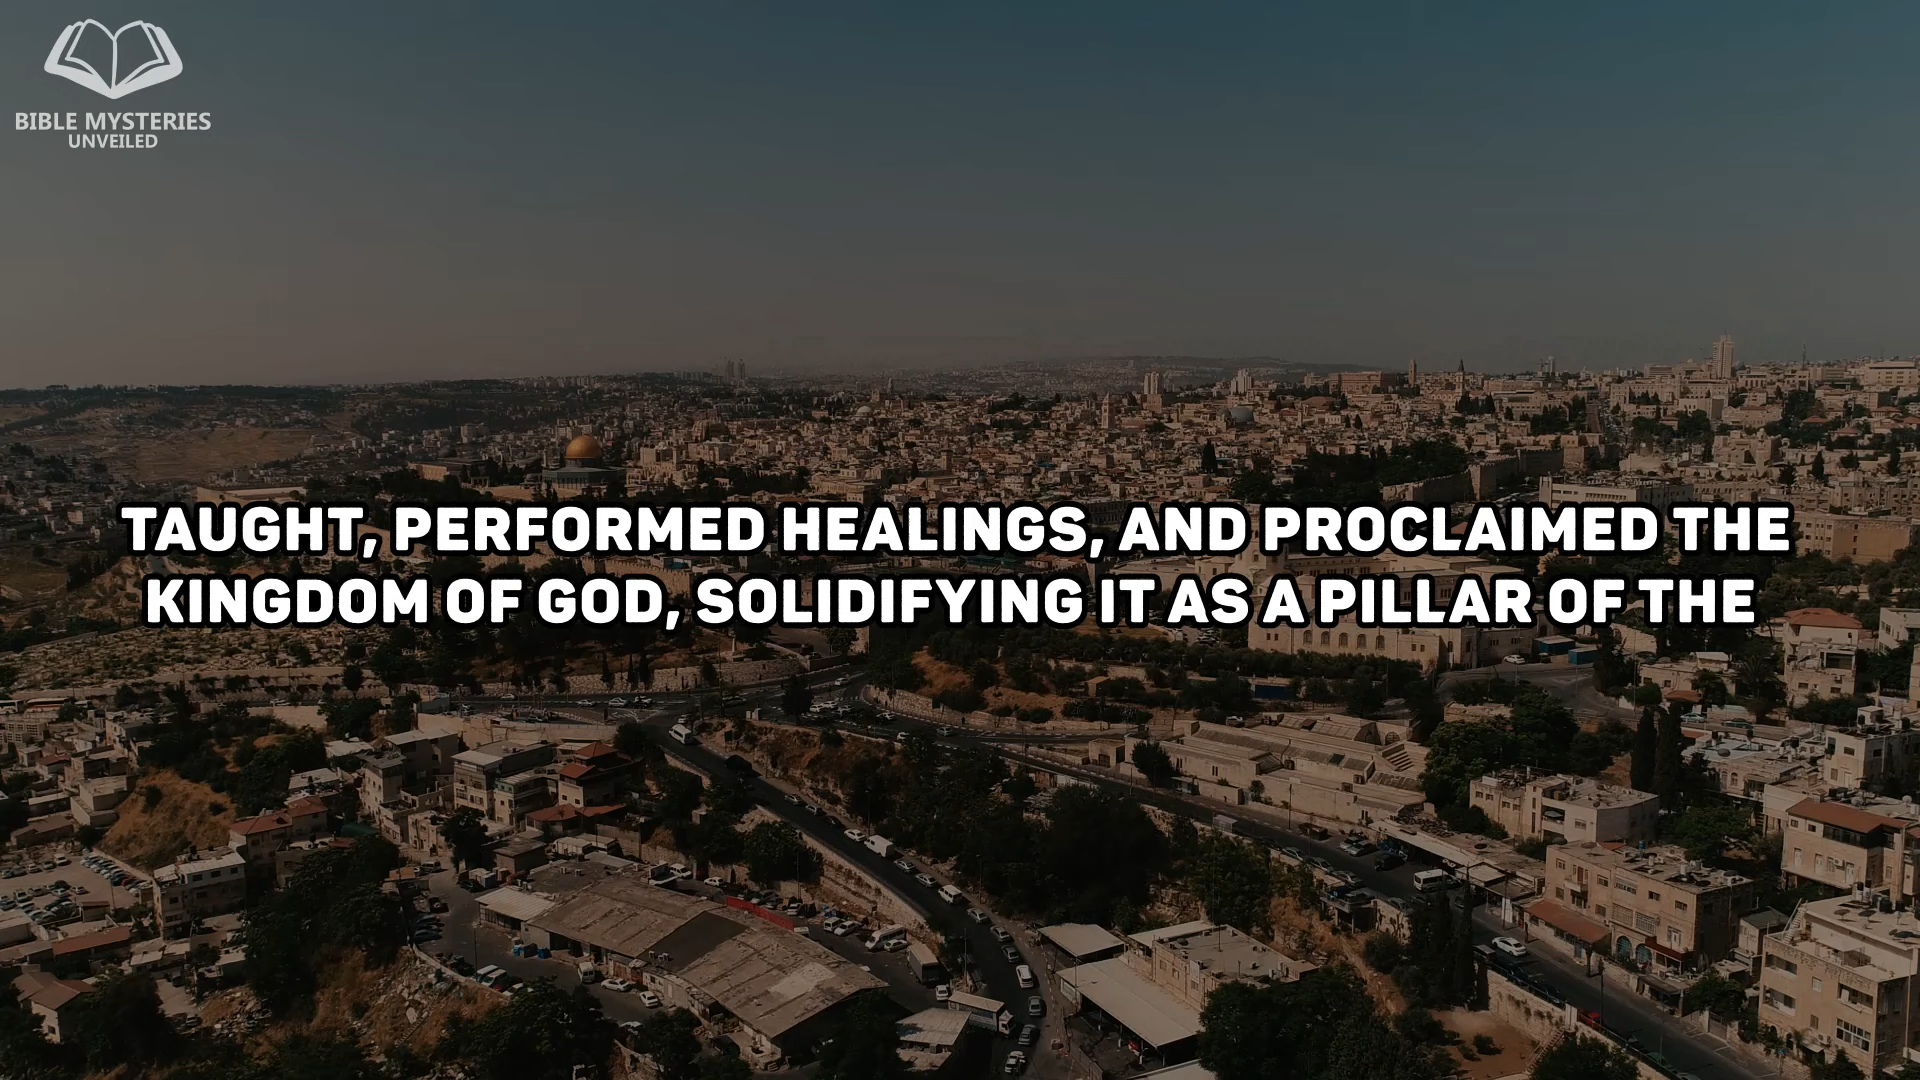 BIBLE MYSTERIES
UNVEILED
TAUGHT, PERFORMED HEALINGS, AND PROCLAIMED THE
KINGDOM OF GOD, SOLIDIFYING IT AS A PILLAR OF THE